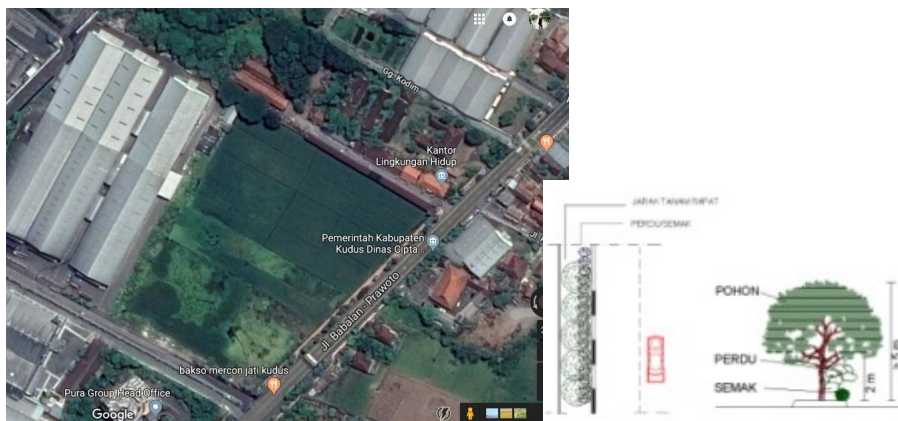 Gg. Kodim
Kantor
Lingkungan Hidup
Pemerintah Kabupaten
Kudus Dinas Cipta...
Jl. Babalan - Prawoto
bakso mercon jati kudus
Pura Group Head Office
Google
JARAK TANAM RAPAT
PERDU/SEMAK
POHON
PERDU
SEMAK
2 m